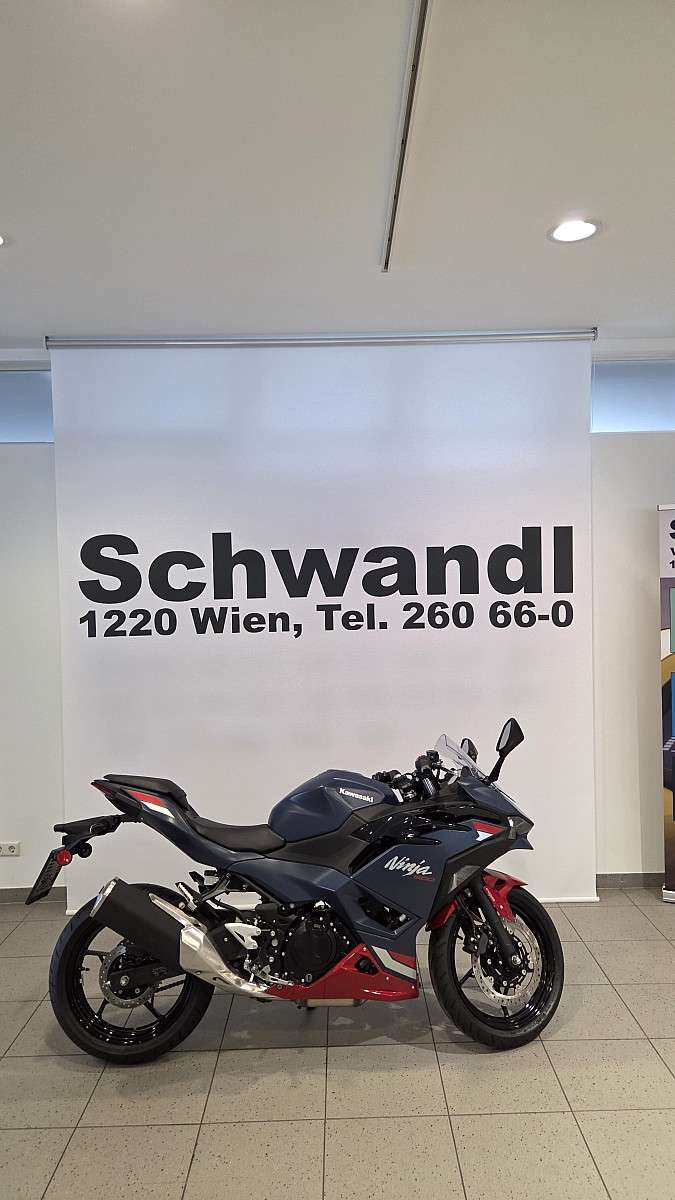 Schwandl
1220 Wien, Tel. 260 66-0
Kawasaki
Ninja